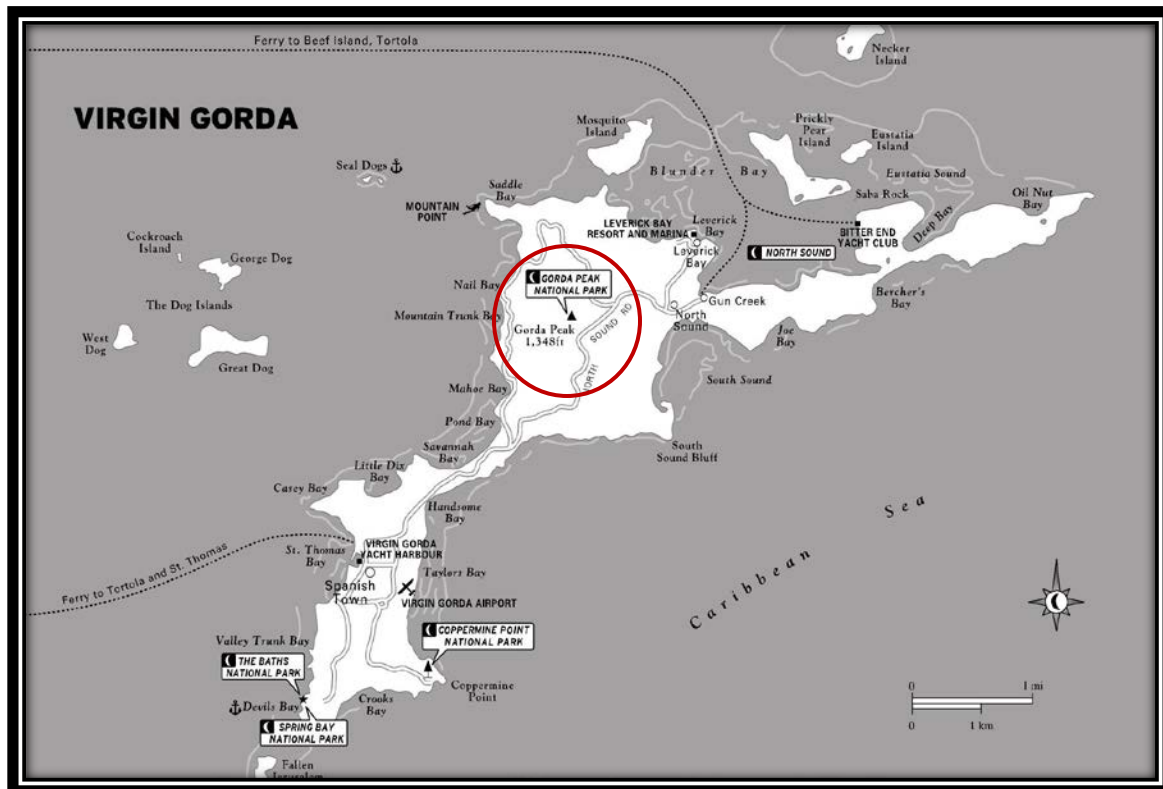 Ferry to Beef Island, Tortola
Necker
Island
VIRGIN GORDA
Mosquito
Island
Prickly
Pear
Island
Eustatia
Island
Seal Dogs
Blunder Bay
Eustatia Sound
Saddle
Bay
Saba Rock
Oil Nut
Bay
MOUNTAIN
POINT
Deep Bay
LEVERICK BAY
RESORT AND MARINA
Leverick
Bay
BITTER END
YACHT CLUB
Cockroach
Island
George Dog
Leverick
Bay
NORTH SOUND
GORDA PEAK
NATIONAL PARK
Nail Bay
Bercher's
Bay
The Dog Islands
Gun Creek
Mountain Trunk Bay
North
Sound
Gorda Peak
1,348ft
NORTH SOUND RD
Joe
Bay
West
Dog
Great Dog
South Sound
Mahoe Bay
Pond Bay
Savannah
Bay
South
Sound Bluff
Little Dix
Bay
Casey Bay
Handsome
Bay
Caribbean Sea
VIRGIN GORDA
YACHT HARBOUR
St. Thomas
Bay
Ferry to Tortola and St. Thomas
Spanish
Town
Taylors Bay
VIRGIN GORDA AIRPORT
COPPERMINE POINT
NATIONAL PARK
Valley Trunk Bay
THE BATHS
NATIONAL PARK
Coppermine
Point
Crooks
Bay
Devils Bay
SPRING BAY
NATIONAL PARK
0 1 mi
0 1 km
Fallen